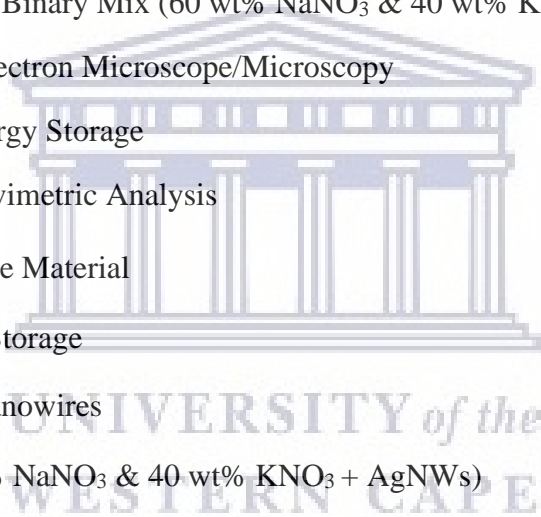 Binary Mix (60 wt% NaNO₃ & 40 wt% K
ectron Microscope/Microscopy
rgy Storage
vimetric Analysis
e Material
Storage
nowires
UNIVERSITY of the
NaNO₃ & 40 wt% KNO₃ + AgNWs)
WESTERN CAPE